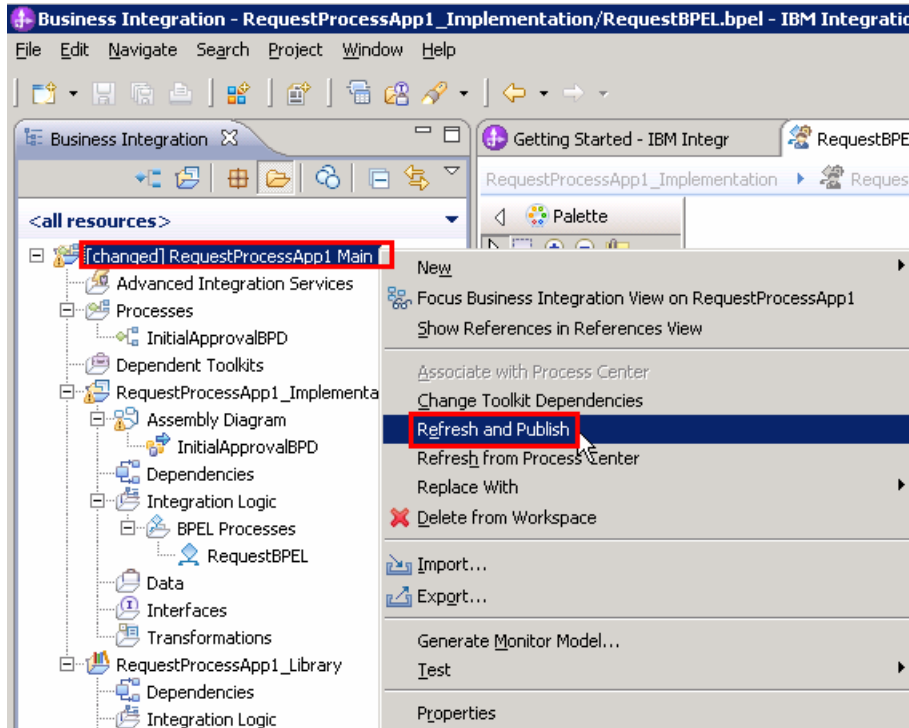 Business Integration - RequestProcessApp1_Implementation/RequestBPEL.bpel - IBM Integratio
File Edit Navigate Search Project Window Help
Business Integration
Getting Started - IBM Integr
RequestBPE
RequestProcessApp1_Implementation
Reques
<all resources>
Palette
[changed] RequestProcessApp1 Main
Advanced Integration Services
Processes
InitialApprovalBPD
Dependent Toolkits
RequestProcessApp1_Implementa
Assembly Diagram
InitialApprovalBPD
Dependencies
Integration Logic
BPEL Processes
RequestBPEL
Data
Interfaces
Transformations
RequestProcessApp1_Library
Dependencies
Integration Logic
New
Focus Business Integration View on RequestProcessApp1
Show References in References View
Associate with Process Center
Change Toolkit Dependencies
Refresh and Publish
Refresh from Process Center
Replace With
Delete from Workspace
Import...
Export...
Generate Monitor Model...
Test
Properties